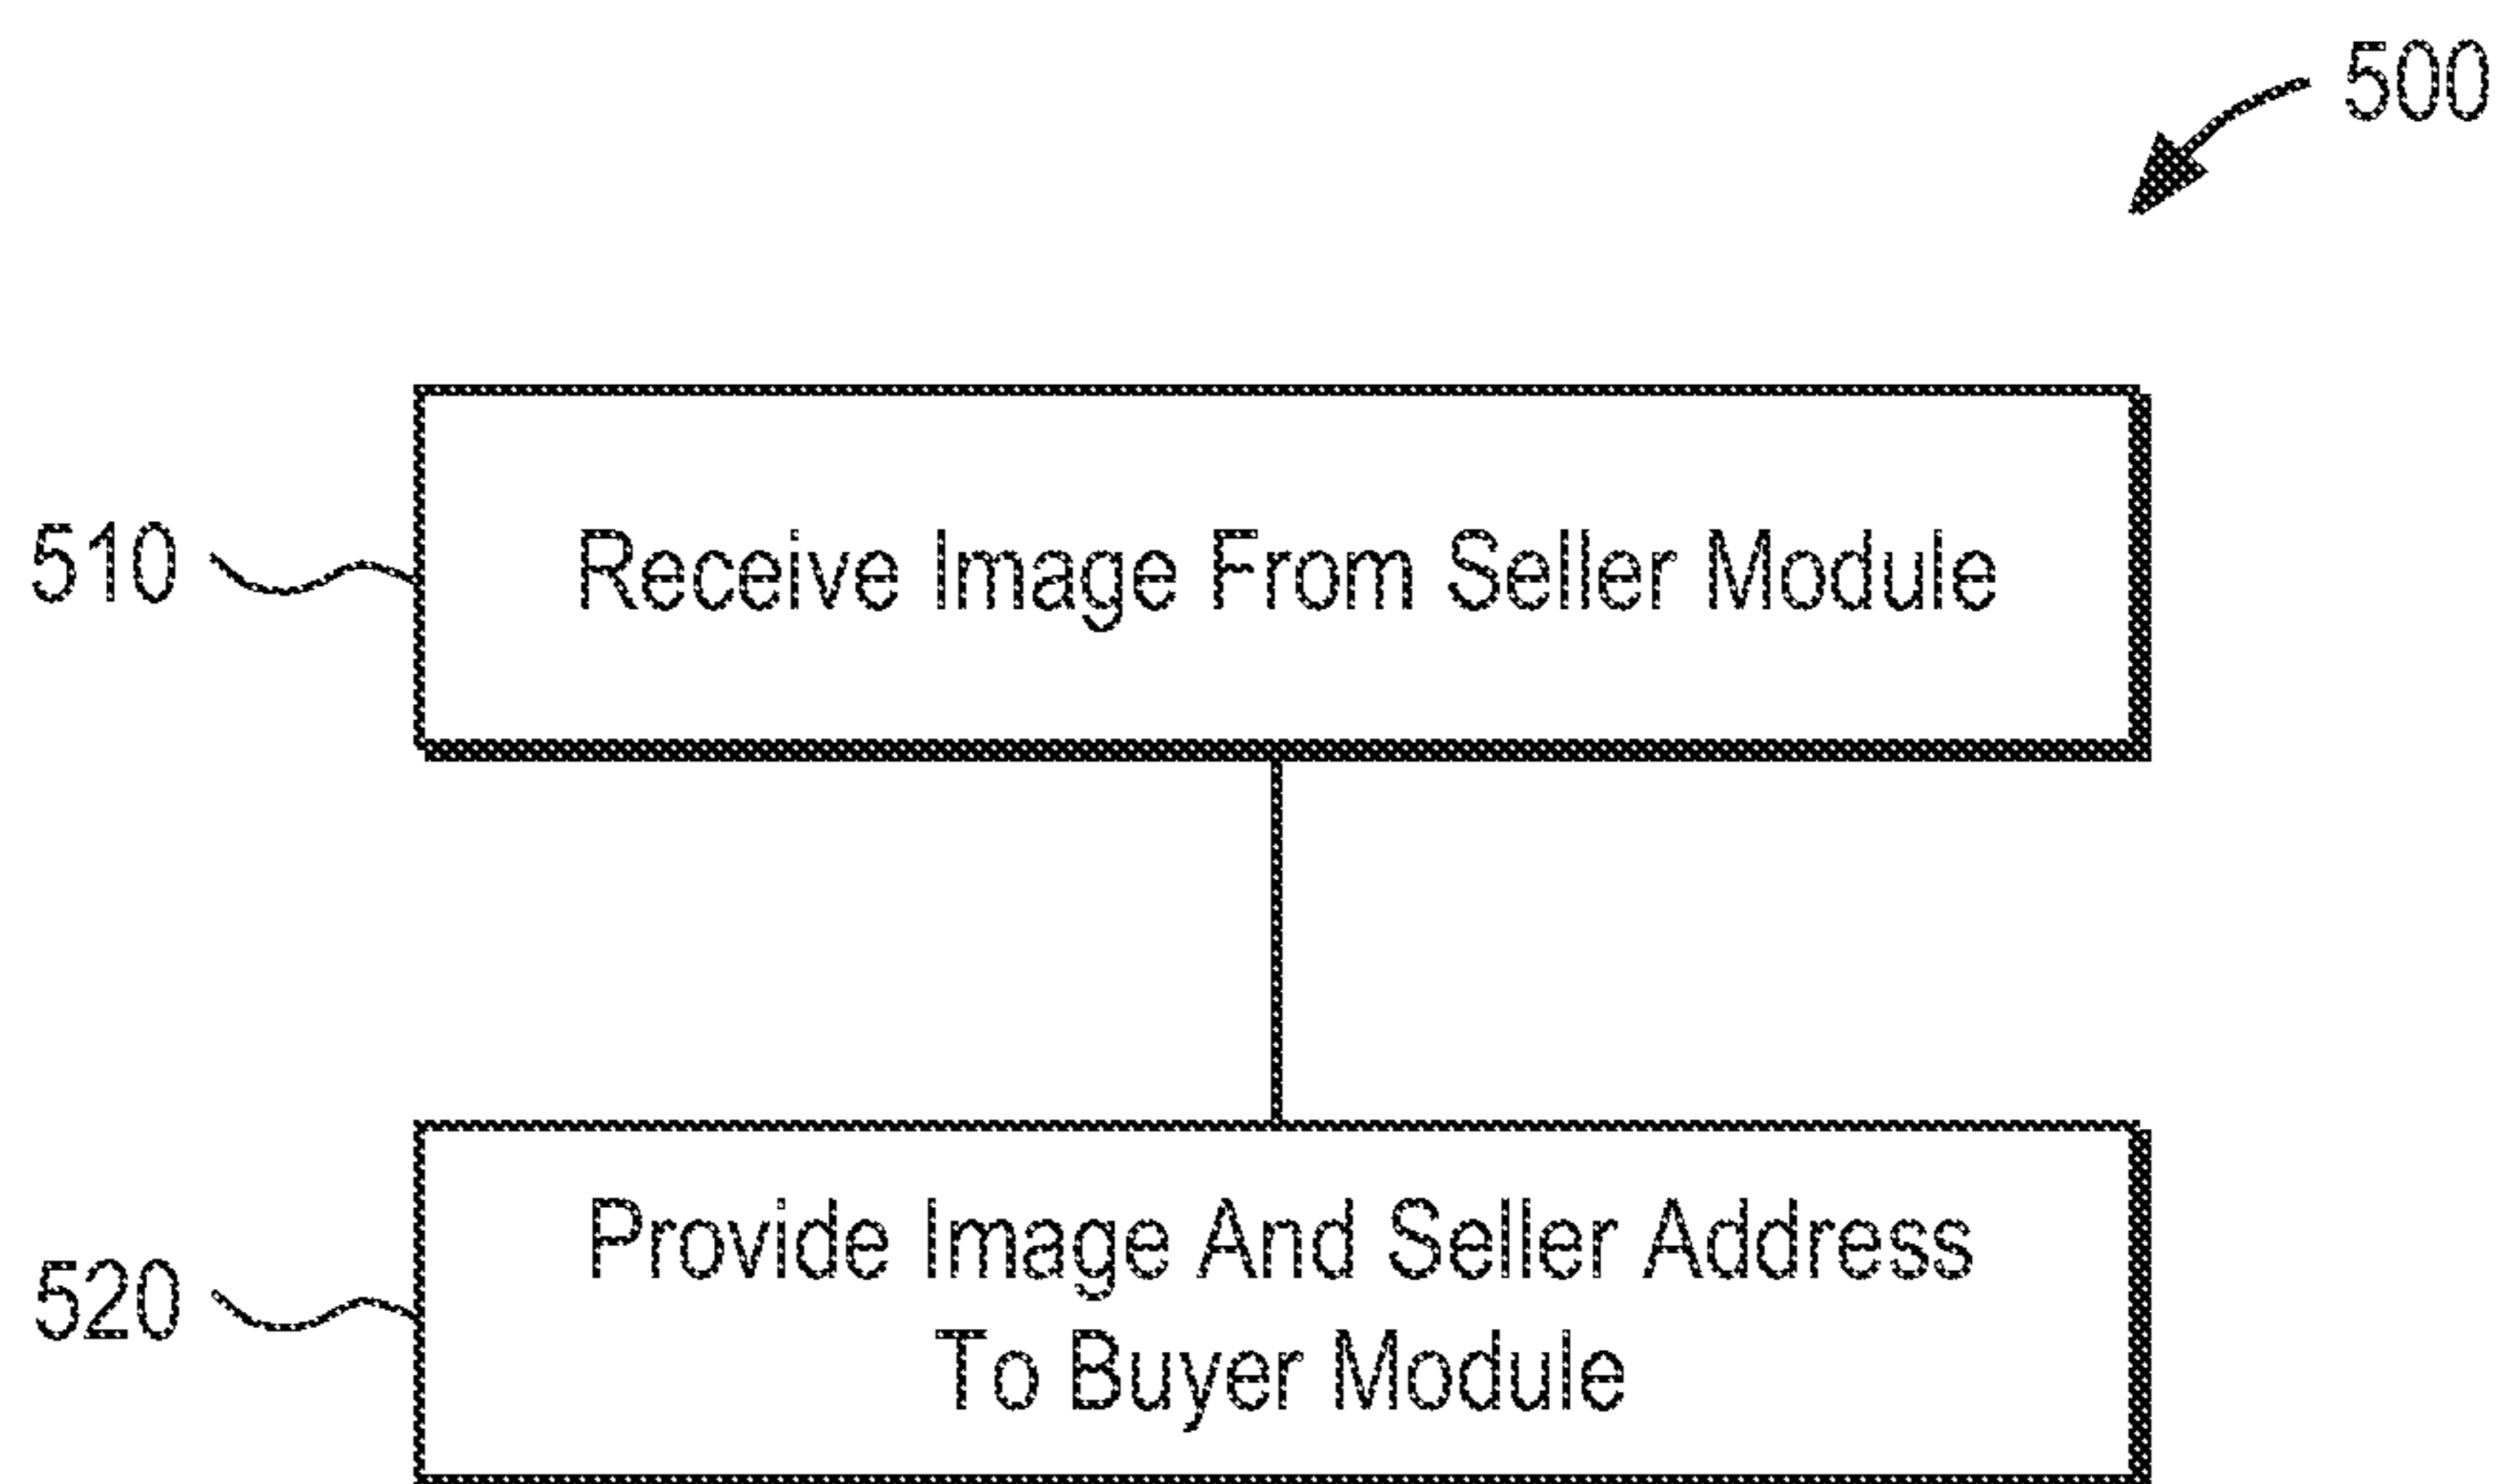 500
510
Receive Image From Seller Module
520
Provide Image And Seller Address
To Buyer Module